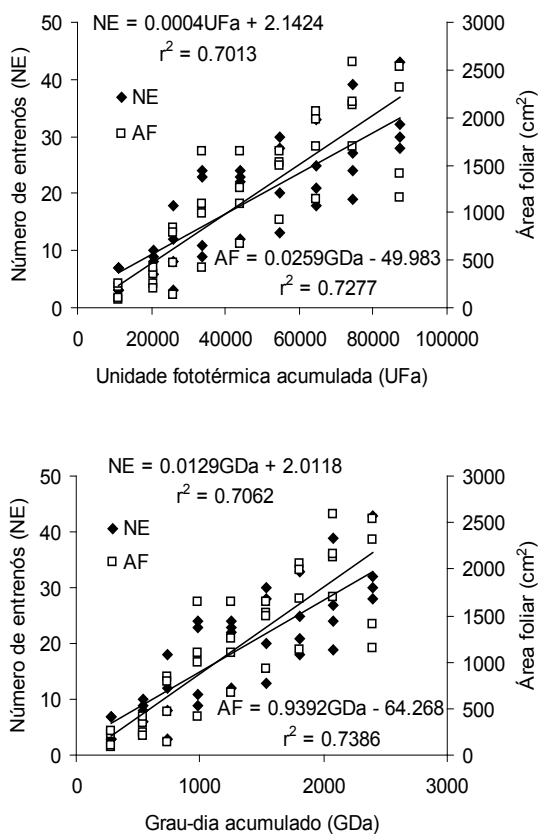 NE = 0.0004UFa + 2.1424
r² = 0.7013
Número de entrenós (NE)
50
40
30
20
10
0
NE
AF
AF = 0.0259GDa - 49.983
r² = 0.7277
3000
2500
2000
1500
1000
500
0
Área foliar (cm²)
0 20000 40000 60000 80000 100000
Unidade fototérmica acumulada (UFa)
NE = 0.0129GDa + 2.0118
r² = 0.7062
Número de entrenós (NE)
50
40
30
20
10
0
NE
AF
AF = 0.9392GDa - 64.268
r² = 0.7386
3000
2500
2000
1500
1000
500
0
Área foliar (cm²)
0 1000 2000 3000
Grau-dia acumulado (GDa)